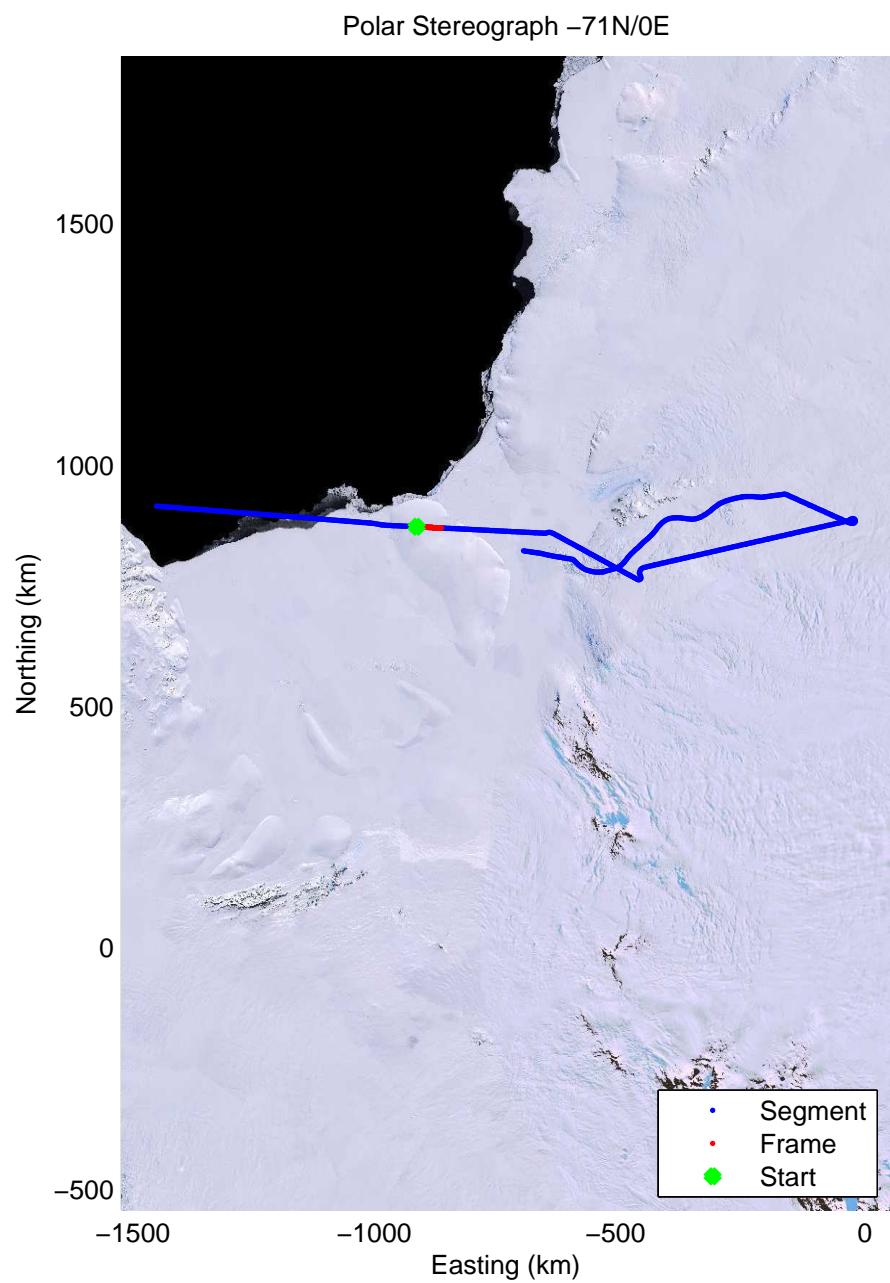 Polar Stereograph −71N/0E
1500
1000
500
0
−500
Northing (km)
−1500 −1000 −500 0
Easting (km)
Segment
Frame
Start